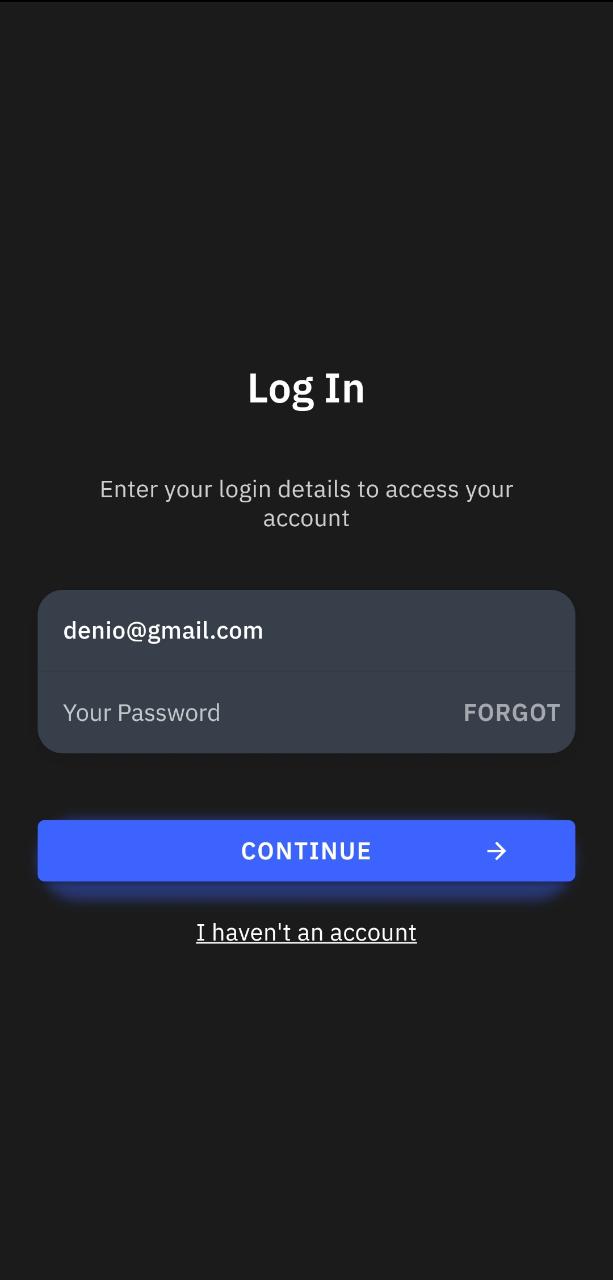 Log In
Enter your login details to access your
account
denio@gmail.com
Your Password FORGOT
CONTINUE →
I haven't an account